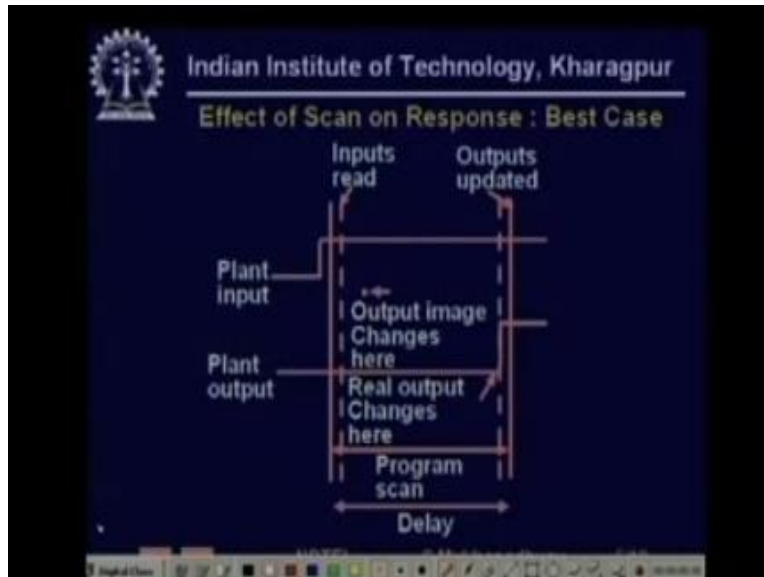 Indian Institute of Technology, Kharagpur
Effect of Scan on Response : Best Case
Inputs
read
Outputs
updated
Plant
input
Output image
Changes
here
Plant
output
Real output
Changes
here
Program
scan
Delay